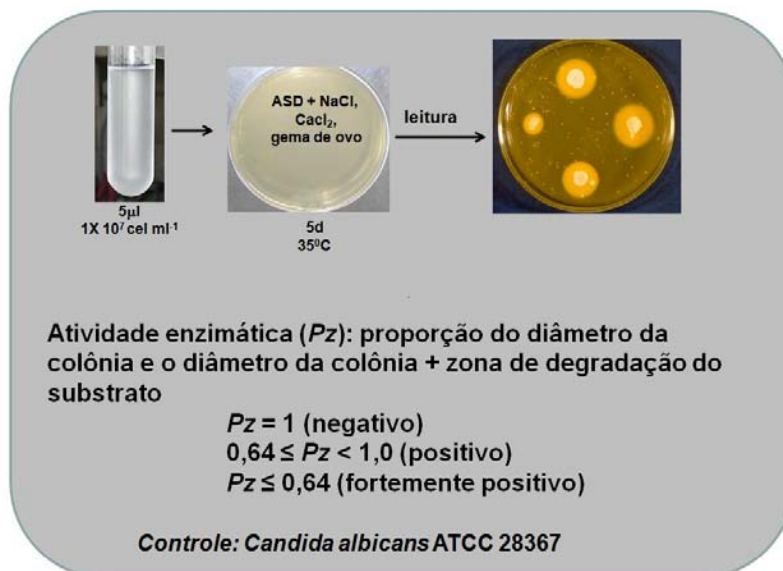 ASD + NaCl,
Cacl₂,
gema de ovo
leitura
5µl
1X 10⁷ cel ml⁻¹
5d
35⁰C
Atividade enzimática (Pz): proporção do diâmetro da
colônia e o diâmetro da colônia + zona de degradação do
substrato
Pz = 1 (negativo)
0,64 ≤ Pz < 1,0 (positivo)
Pz ≤ 0,64 (fortemente positivo)
Controle: Candida albicans ATCC 28367